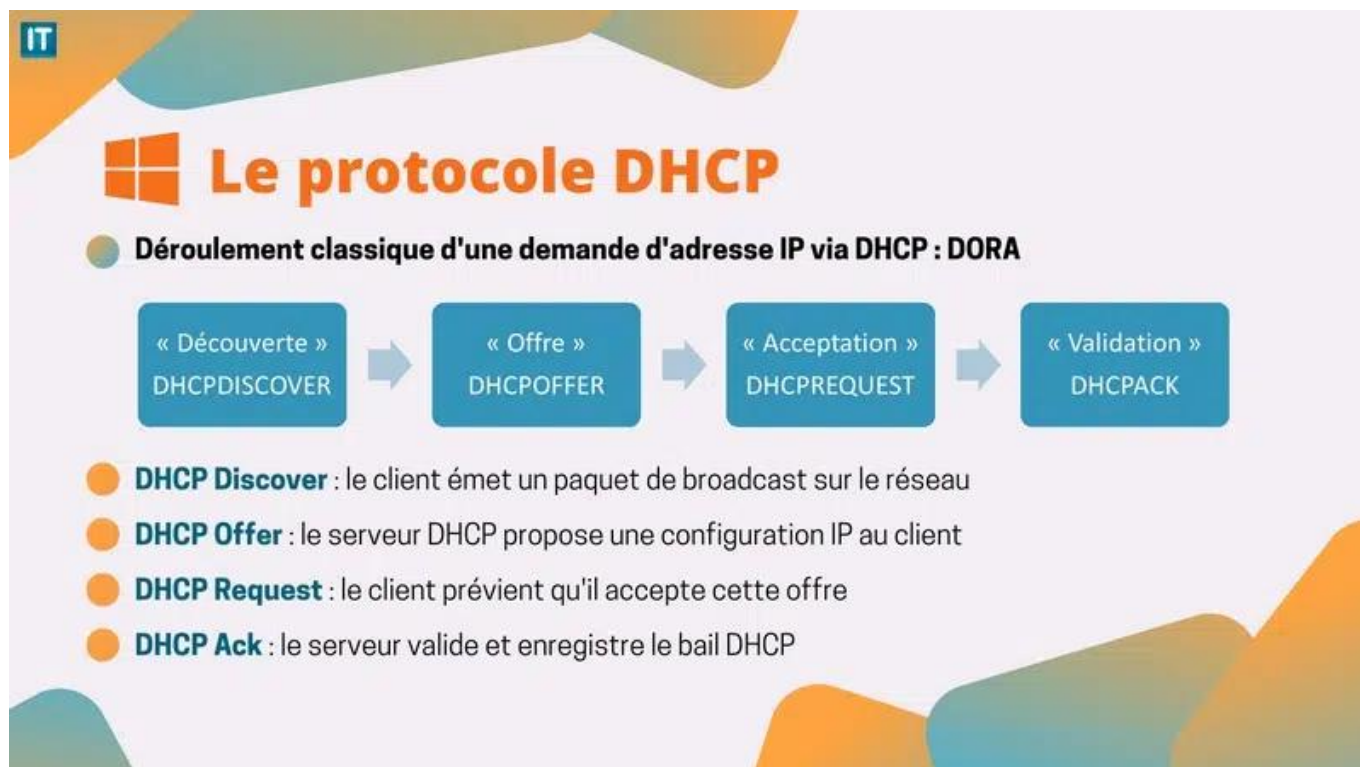 IT
Le protocole DHCP
Déroulement classique d'une demande d'adresse IP via DHCP : DORA
« Découverte »
DHCPDISCOVER
« Offre »
DHCPOFFER
« Acceptation »
DHCPREQUEST
« Validation »
DHCPACK
DHCP Discover : le client émet un paquet de broadcast sur le réseau
DHCP Offer : le serveur DHCP propose une configuration IP au client
DHCP Request : le client prévient qu'il accepte cette offre
DHCP Ack : le serveur valide et enregistre le bail DHCP